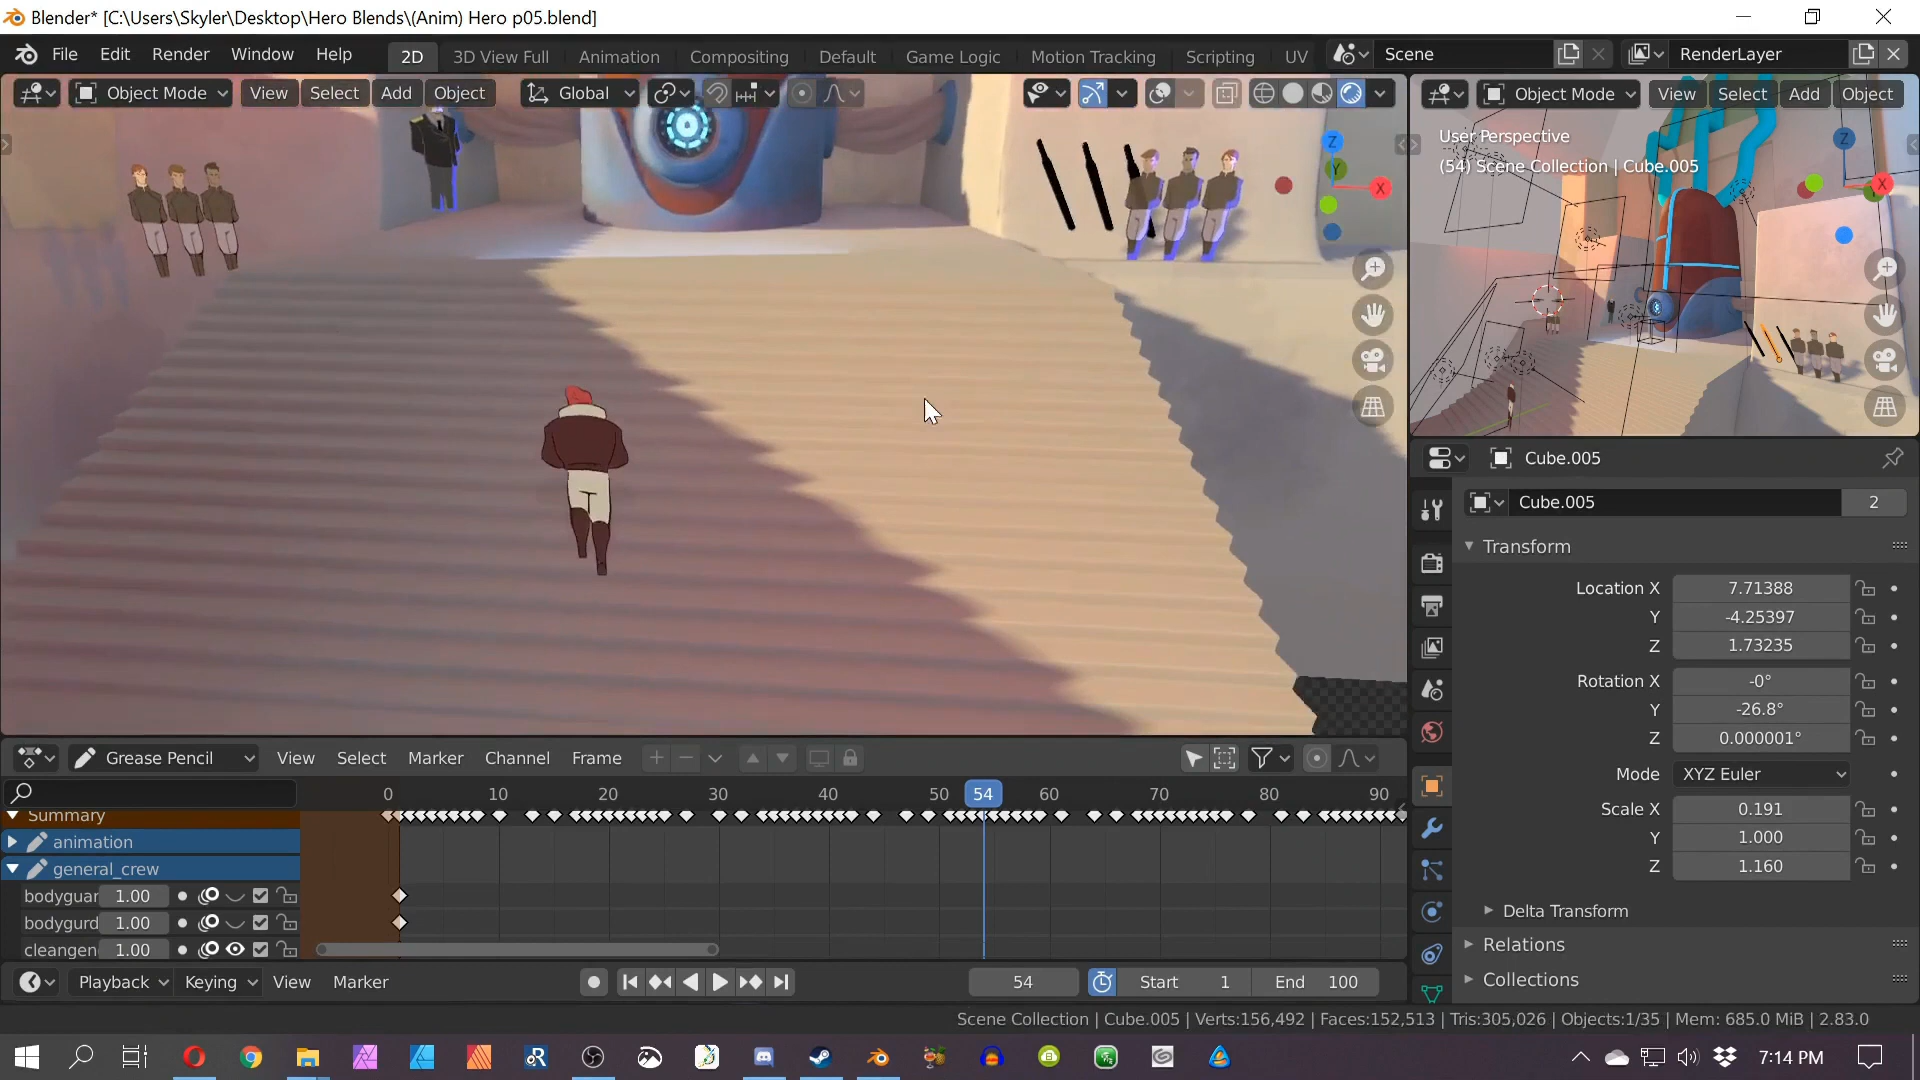 Blender* [C:\Users\Skyler\Desktop\Hero Blends\(Anim) Hero p05.blend]
File Edit Render Window Help 2D 3D View Full Animation Compositing Default Game Logic Motion Tracking Scripting UV Scene RenderLayer
Object Mode View Select Add Object Global Object Mode View Select Add Object
User Perspective
(54) Scene Collection | Cube.005
Z
Y
X
Z
X
Cube.005
Cube.005 2
Transform
Location X 7.71388
Y -4.25397
Z 1.73235
Rotation X -0°
Y -26.8°
Z 0.000001°
Mode XYZ Euler
Scale X 0.191
Y 1.000
Z 1.160
Delta Transform
Relations
Collections
Grease Pencil View Select Marker Channel Frame
0 10 20 30 40 50 54 60 70 80 90
Summary
animation
general_crew
bodyguar 1.00
bodygurd 1.00
cleangen 1.00
Playback Keying View Marker 54 Start 1 End 100
Scene Collection | Cube.005 | Verts:156,492 | Faces:152,513 | Tris:305,026 | Objects:1/35 | Mem: 685.0 MiB | 2.83.0
7:14 PM